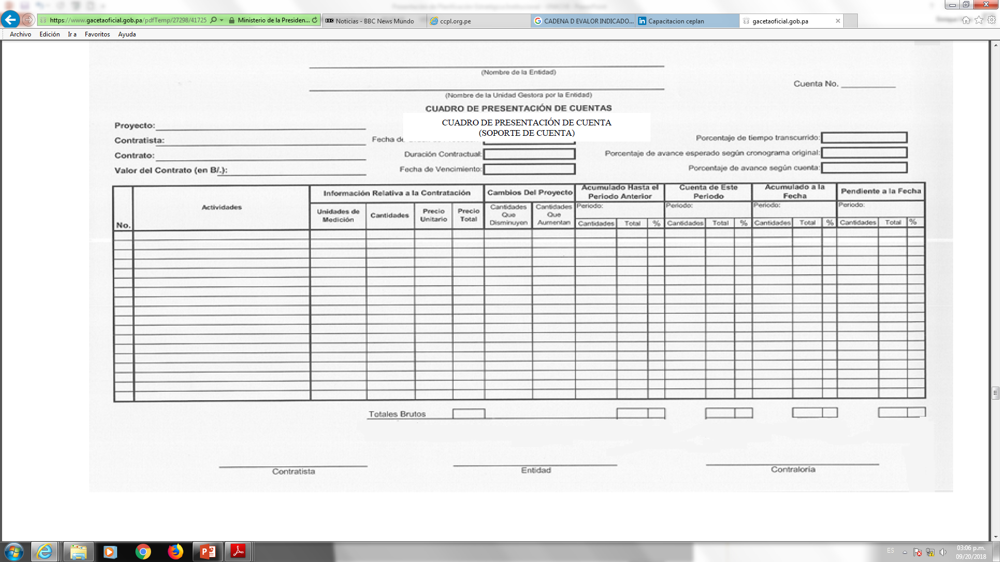 https://www.gacetaoficial.gob.pa/pdfTemp/27298/41725
Ministerio de la Presiden...
BBC Noticias - BBC News Mundo
ccpl.org.pe
CADENA D EVALOR INDICADO...
Capacitacion ceplan
gacetaoficial.gob.pa
Archivo Edición Ir a Favoritos Ayuda
(Nombre de la Entidad)
Cuenta No.
(Nombre de la Unidad Gestora por la Entidad)
CUADRO DE PRESENTACIÓN DE CUENTAS
CUADRO DE PRESENTACIÓN DE CUENTA
(SOPORTE DE CUENTA)
Proyecto:
Contratista:
Contrato:
Valor del Contrato (en B/.):
Fecha de
Duración Contractual:
Fecha de Vencimiento:
Porcentaje de tiempo transcurrido:
Porcentaje de avance esperado según cronograma original:
Porcentaje de avance según cuenta:
No.
Actividades
Información Relativa a la Contratación
Unidades de Medición
Cantidades
Precio Unitario
Precio Total
Cambios Del Proyecto
Cantidades Que Disminuyen
Cantidades Que Aumentan
Acumulado Hasta el Periodo Anterior
Periodo:
Cantidades Total %
Cuenta de Este Periodo
Periodo:
Cantidades Total %
Acumulado a la Fecha
Periodo:
Cantidades Total %
Pendiente a la Fecha
Periodo:
Cantidades Total %
Totales Brutos
Contratista
Entidad
Contraloría
ES
03:06 p.m.
09/20/2018